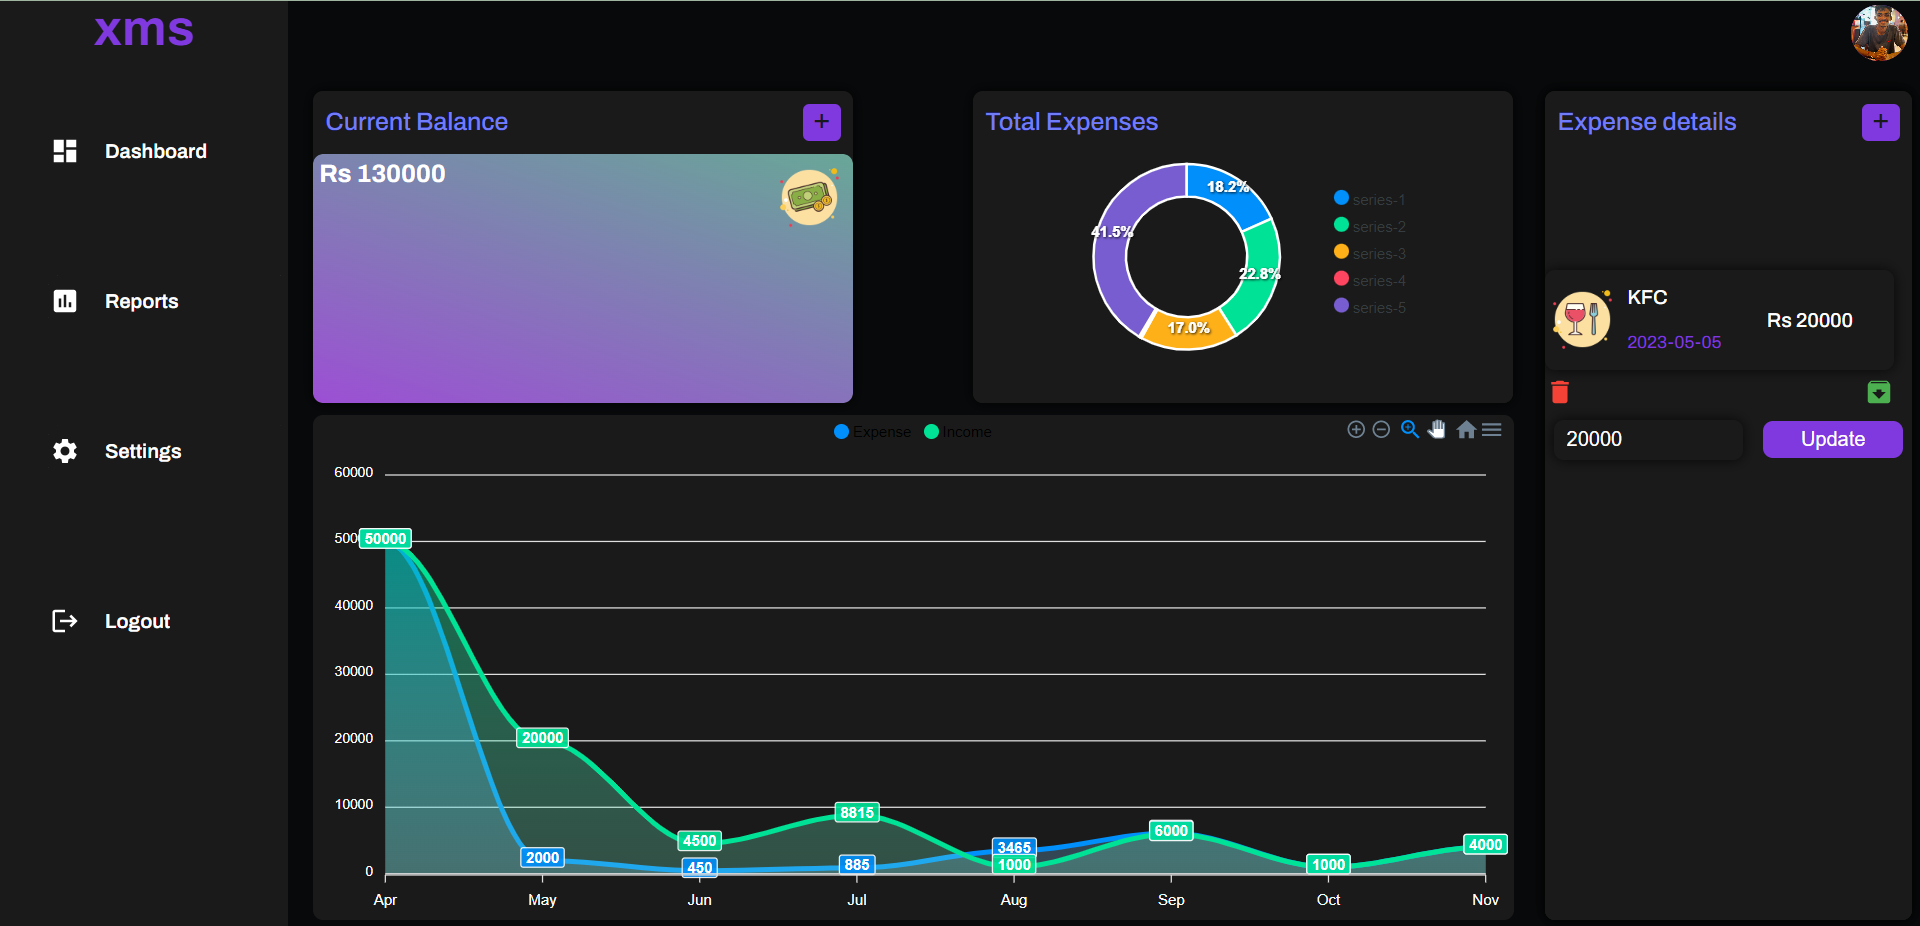 xms
Dashboard
Reports
Settings
Logout
Current Balance
+
Rs 130000
Total Expenses
18.2%
41.5%
22.8%
17.0%
series-1
series-2
series-3
series-4
series-5
Expense details
+
KFC
2023-05-05
Rs 20000
20000
Update
Expense Income
60000
50000
40000
30000
20000
10000
0
50000
20000
2000
4500
450
8815
885
3465
1000
6000
1000
4000
Apr May Jun Jul Aug Sep Oct Nov